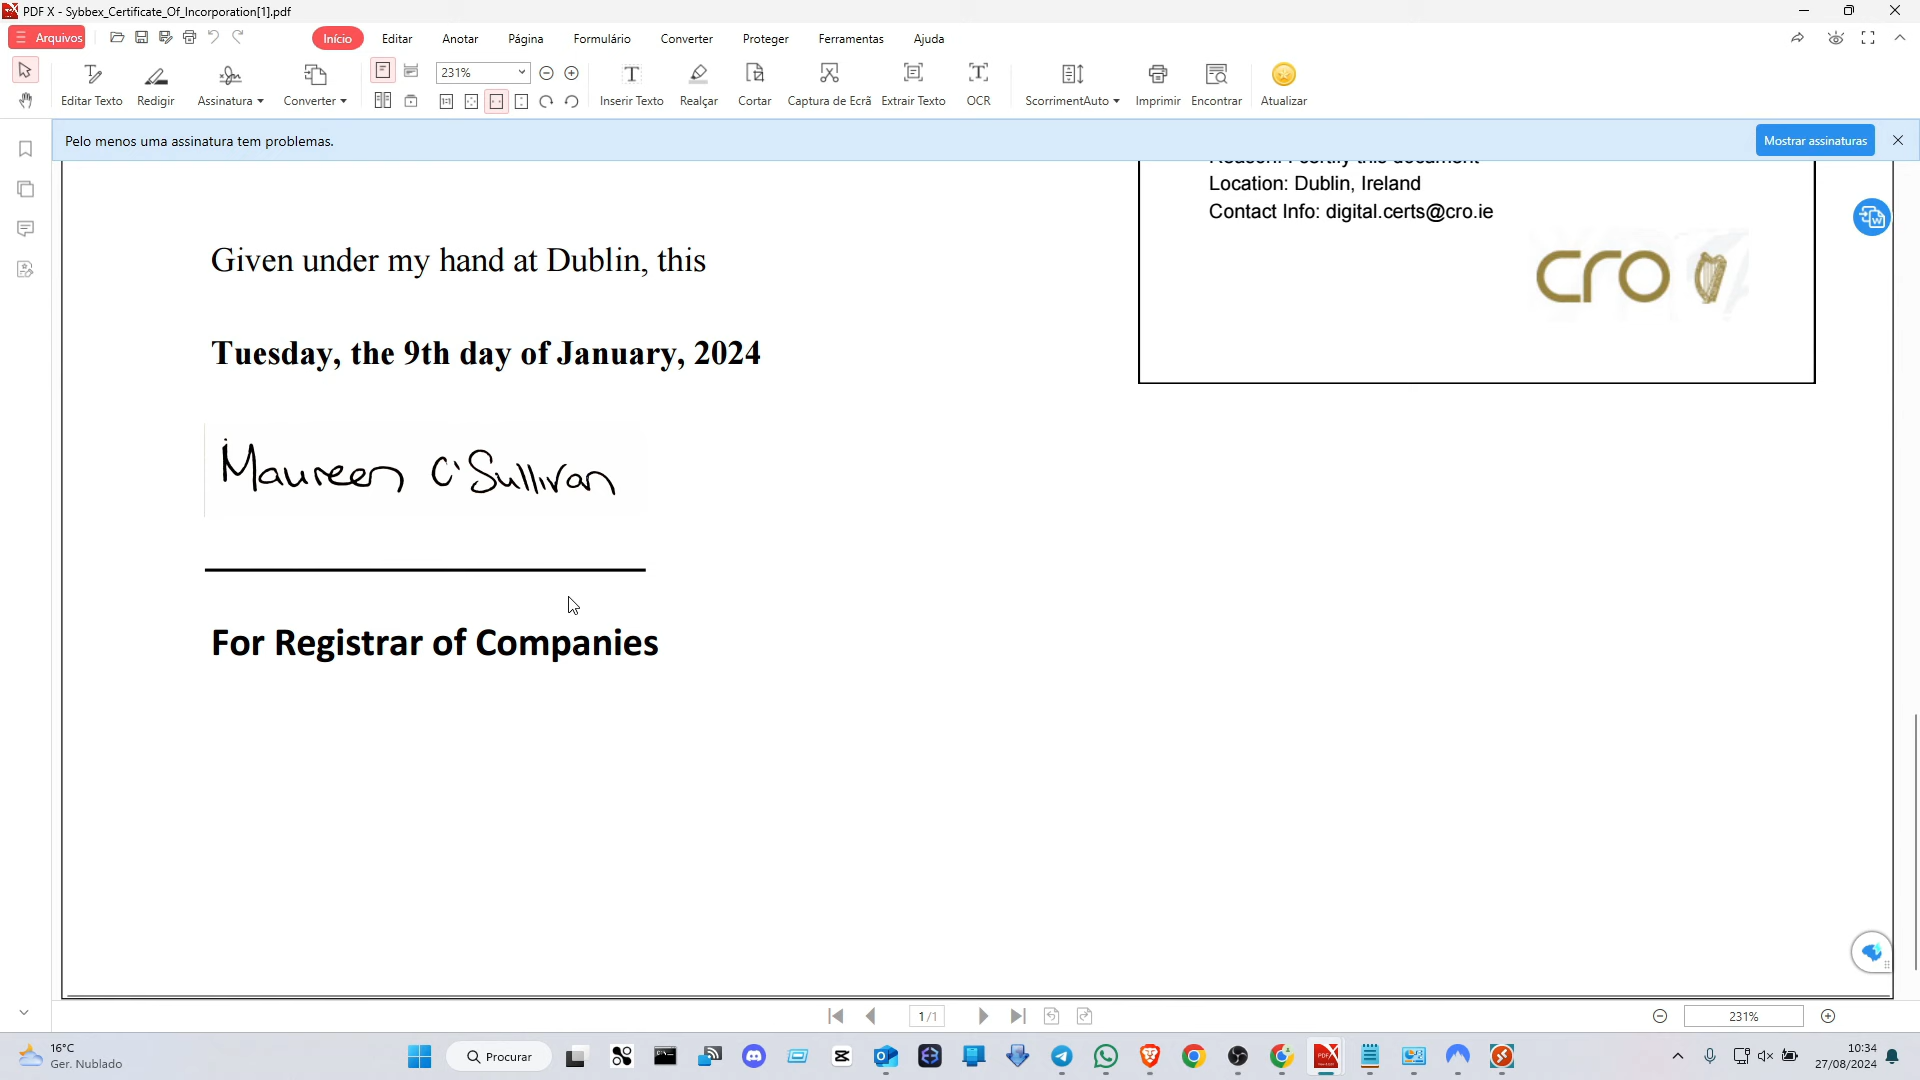 PDF X - Sybbex_Certificate_Of_Incorporation[1].pdf
Arquivos
Início
Editar
Anotar
Página
Formulário
Converter
Proteger
Ferramentas
Ajuda
231%
Editar Texto
Redigir
Assinatura
Converter
Inserir Texto
Realçar
Cortar
Captura de Ecrã
Extrair Texto
OCR
ScorrimentAuto
Imprimir
Encontrar
Atualizar
Pelo menos uma assinatura tem problemas.
Mostrar assinaturas
Location: Dublin, Ireland
Contact Info: digital.certs@cro.ie
cro
Given under my hand at Dublin, this
Tuesday, the 9th day of January, 2024
Maureen O'Sullivan
For Registrar of Companies
1/1
231%
16°C
Ger. Nublado
Procurar
10:34
27/08/2024